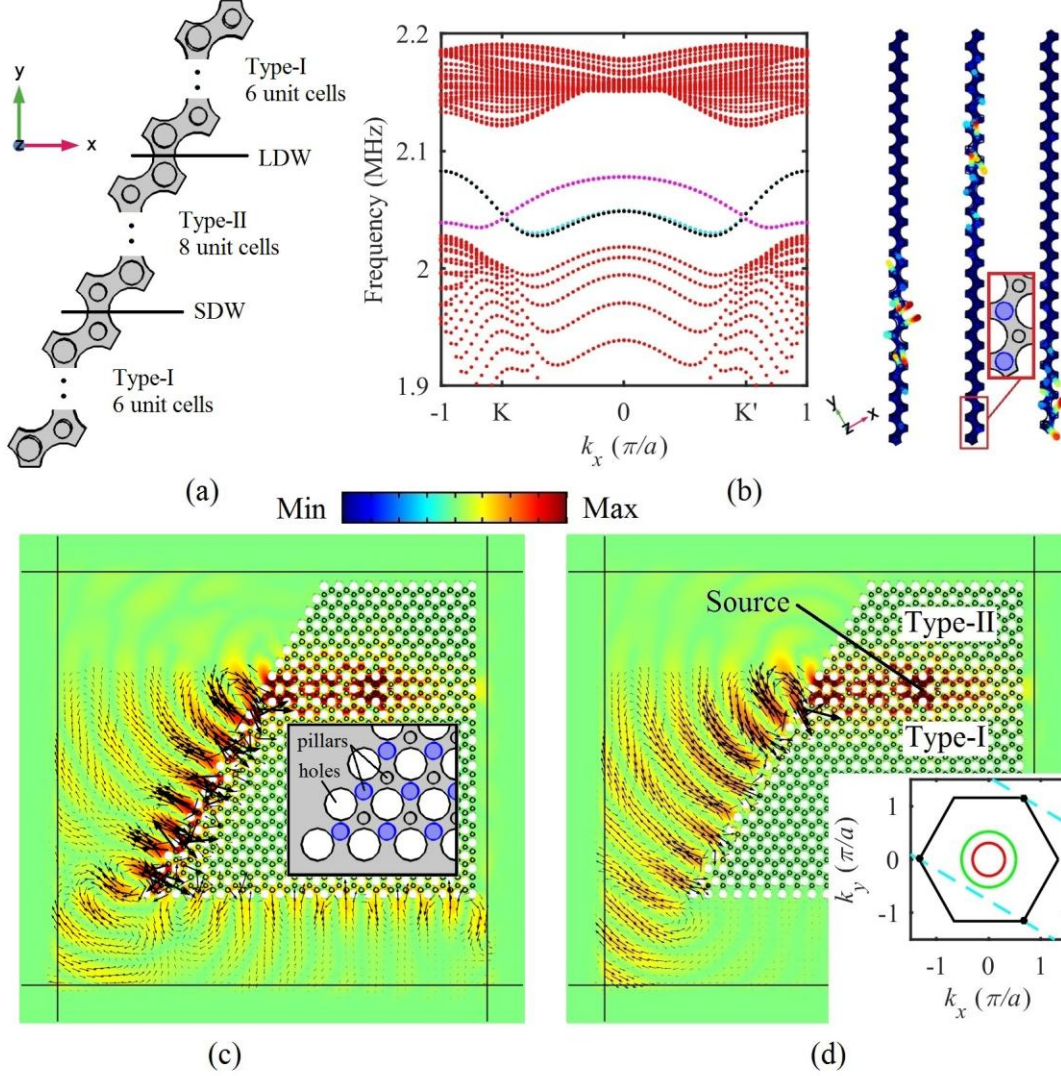 y
z
x
Type-I
6 unit cells
LDW
Type-II
8 unit cells
SDW
Type-I
6 unit cells
(a)
Frequency (MHz)
2.2
2.1
2
1.9
-1
K
0
K'
1
k_x (π/a)
y
z
x
(b)
Min
Max
pillars
holes
(c)
Source
Type-II
Type-I
k_y (π/a)
1
0
-1
-1
0
1
k_x (π/a)
(d)